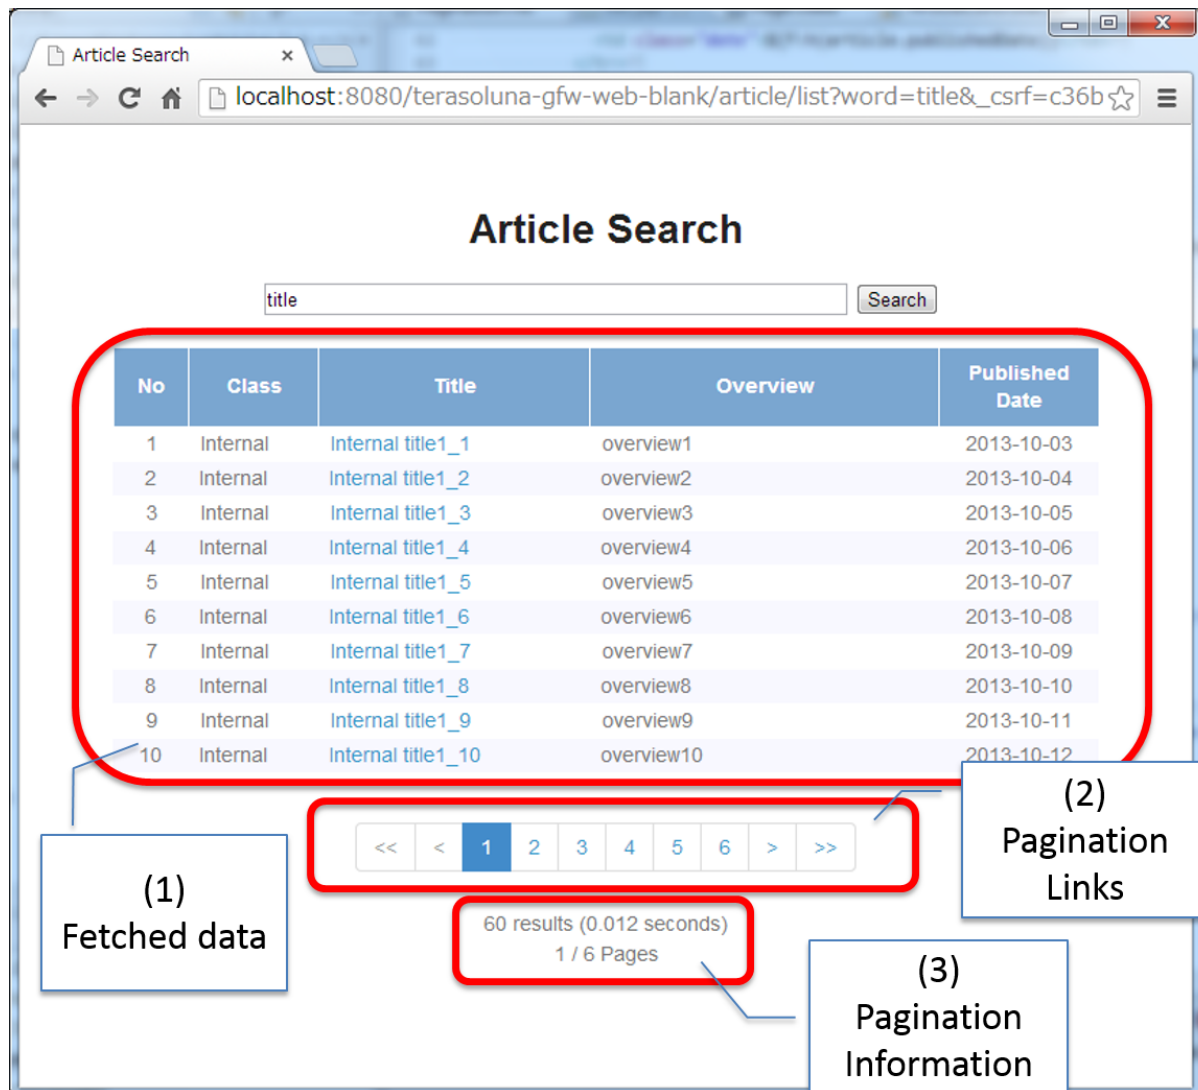 Article Search
localhost:8080/terasoluna-gfw-web-blank/article/list?word=title&_csrf=c36b
Article Search
title Search
No Class Title Overview Published Date
1 Internal Internal title1_1 overview1 2013-10-03
2 Internal Internal title1_2 overview2 2013-10-04
3 Internal Internal title1_3 overview3 2013-10-05
4 Internal Internal title1_4 overview4 2013-10-06
5 Internal Internal title1_5 overview5 2013-10-07
6 Internal Internal title1_6 overview6 2013-10-08
7 Internal Internal title1_7 overview7 2013-10-09
8 Internal Internal title1_8 overview8 2013-10-10
9 Internal Internal title1_9 overview9 2013-10-11
10 Internal Internal title1_10 overview10 2013-10-12
<< < 1 2 3 4 5 6 > >>
60 results (0.012 seconds)
1 / 6 Pages
(1)
Fetched data
(2)
Pagination
Links
(3)
Pagination
Information